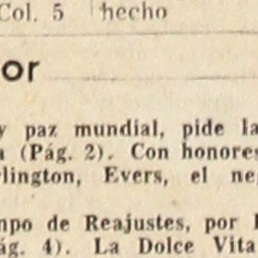 Col. 5 hecho
or
y paz mundial, pide la
(Pág. 2). Con honores
lington, Evers, el ne
mpo de Reajustes, por
ág. 4). La Dolce Vita